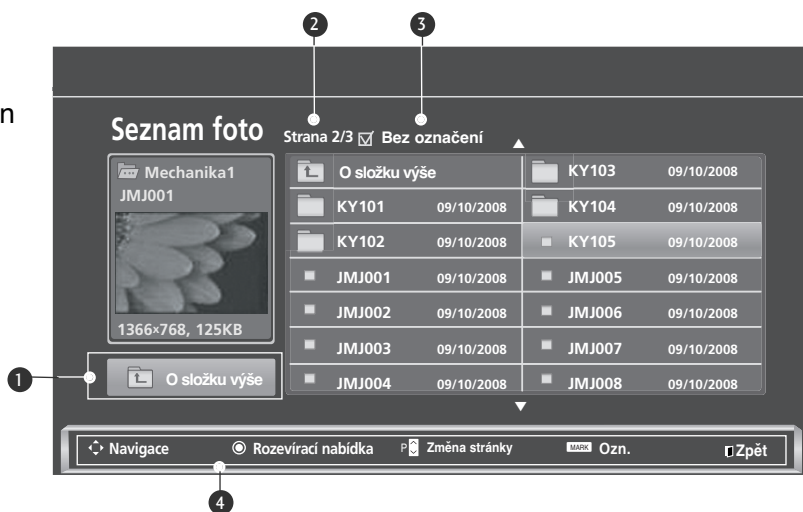 2 3
n
Seznam foto Strana 2/3 Bez označení
Mechanika1
JMJ001
1366×768, 125KB
O složku výše
KY101 09/10/2008
KY102 09/10/2008
JMJ001 09/10/2008
JMJ002 09/10/2008
JMJ003 09/10/2008
JMJ004 09/10/2008
KY103 09/10/2008
KY104 09/10/2008
KY105 09/10/2008
JMJ005 09/10/2008
JMJ006 09/10/2008
JMJ007 09/10/2008
JMJ008 09/10/2008
1 O složku výše
Navigace Rozevírací nabídka P Změna stránky MARK Ozn. Zpět
4